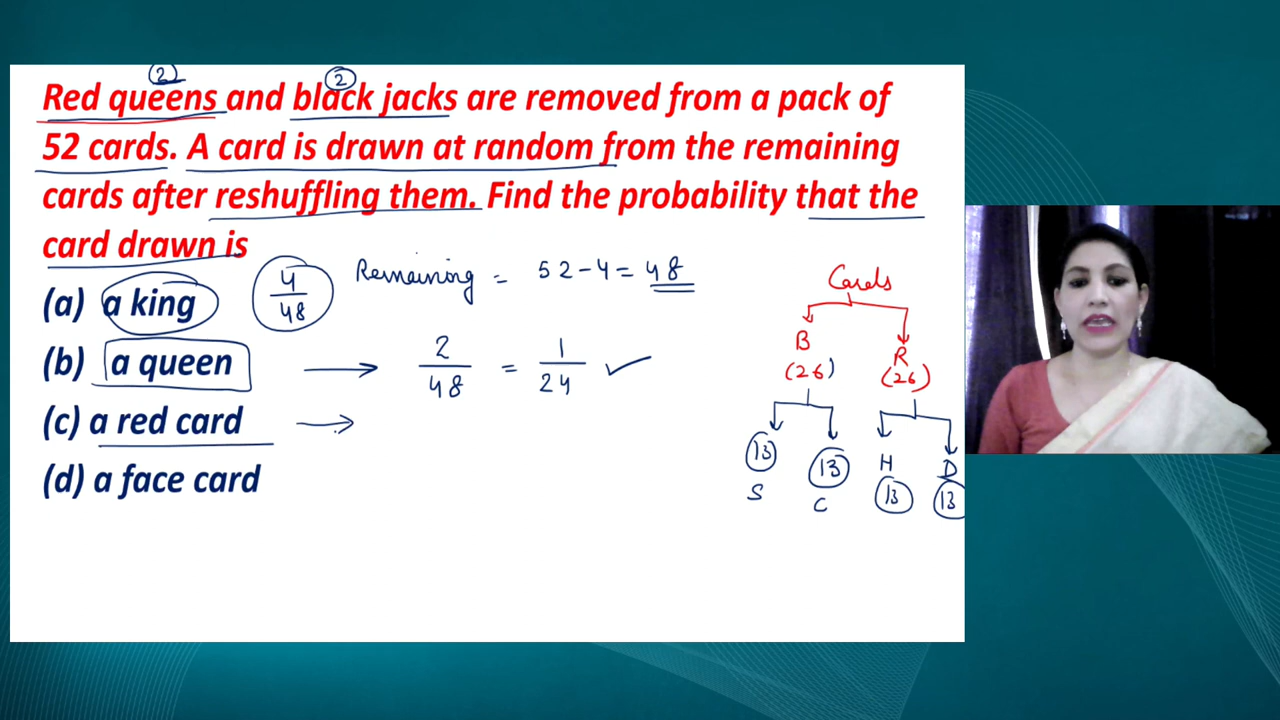 2 2
Red queens and black jacks are removed from a pack of
52 cards. A card is drawn at random from the remaining
cards after reshuffling them. Find the probability that the
card drawn is
(a) a king 4/48 Remaining = 52-4=48
(b) a queen 2/48 = 1/24 ✓
(c) a red card
(d) a face card
Cards
B R
(26) (26)
13 13 H D
S C 13 13